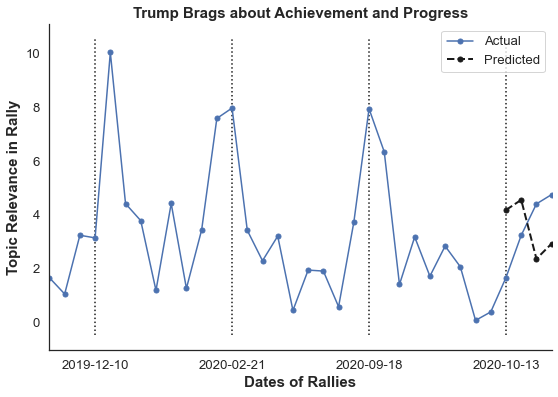 Trump Brags about Achievement and Progress
Actual
Predicted
Topic Relevance in Rally
10
8
6
4
2
0
2019-12-10
2020-02-21
2020-09-18
2020-10-13
Dates of Rallies